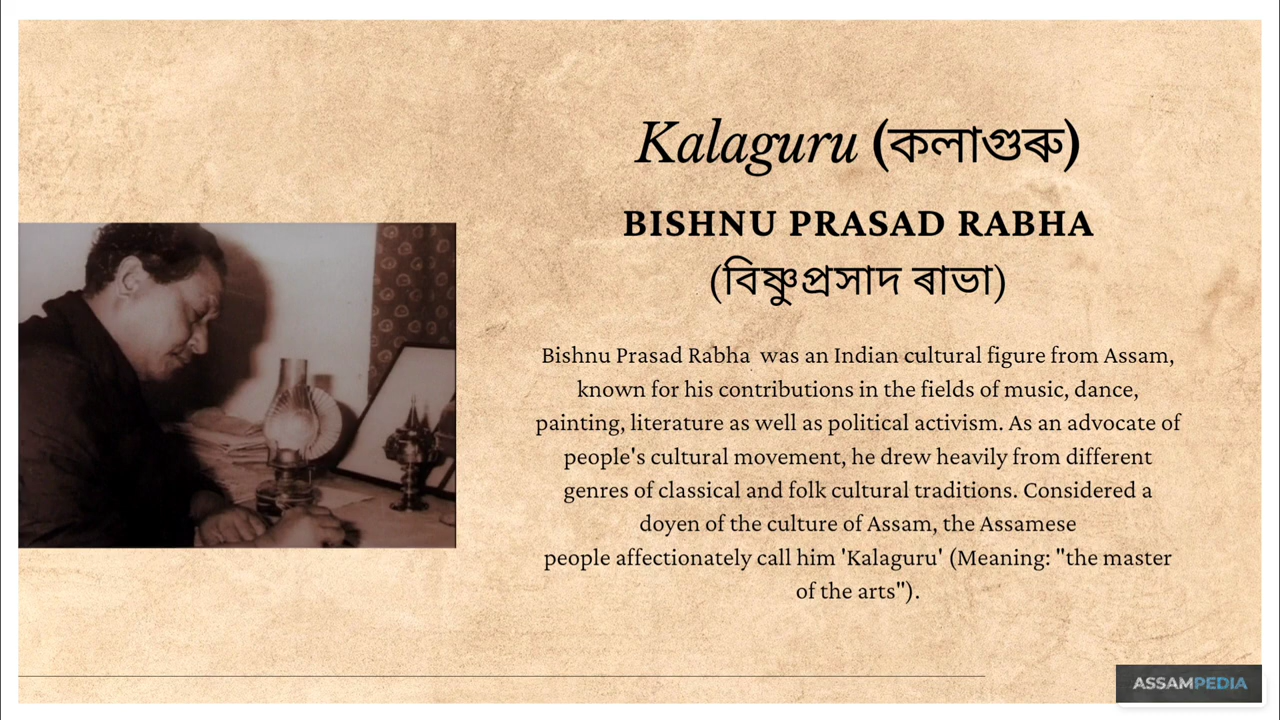 Kalaguru (কলাগুৰু)
BISHNU PRASAD RABHA
(বিষ্ণুপ্ৰসাদ ৰাভা)
Bishnu Prasad Rabha was an Indian cultural figure from Assam,
known for his contributions in the fields of music, dance,
painting, literature as well as political activism. As an advocate of
people's cultural movement, he drew heavily from different
genres of classical and folk cultural traditions. Considered a
doyen of the culture of Assam, the Assamese
people affectionately call him 'Kalaguru' (Meaning: "the master
of the arts").
ASSAMPEDIA